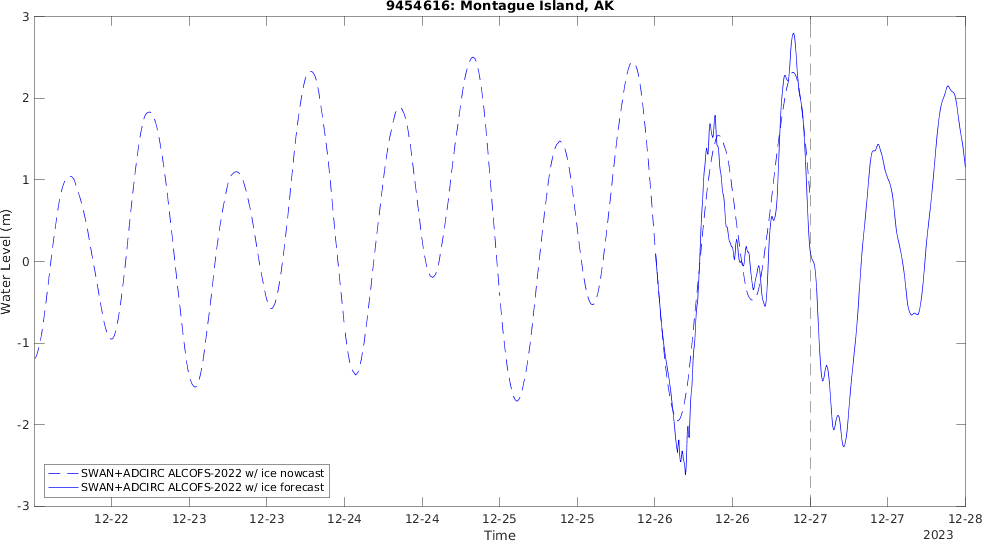 9454616: Montague Island, AK
3
2
1
0
-1
-2
-3
Water Level (m)
SWAN+ADCIRC ALCOFS-2022 w/ ice nowcast
SWAN+ADCIRC ALCOFS-2022 w/ ice forecast
12-22 12-23 12-23 12-24 12-24 12-25 12-25 12-26 12-26 12-27 12-27 12-28
Time 2023